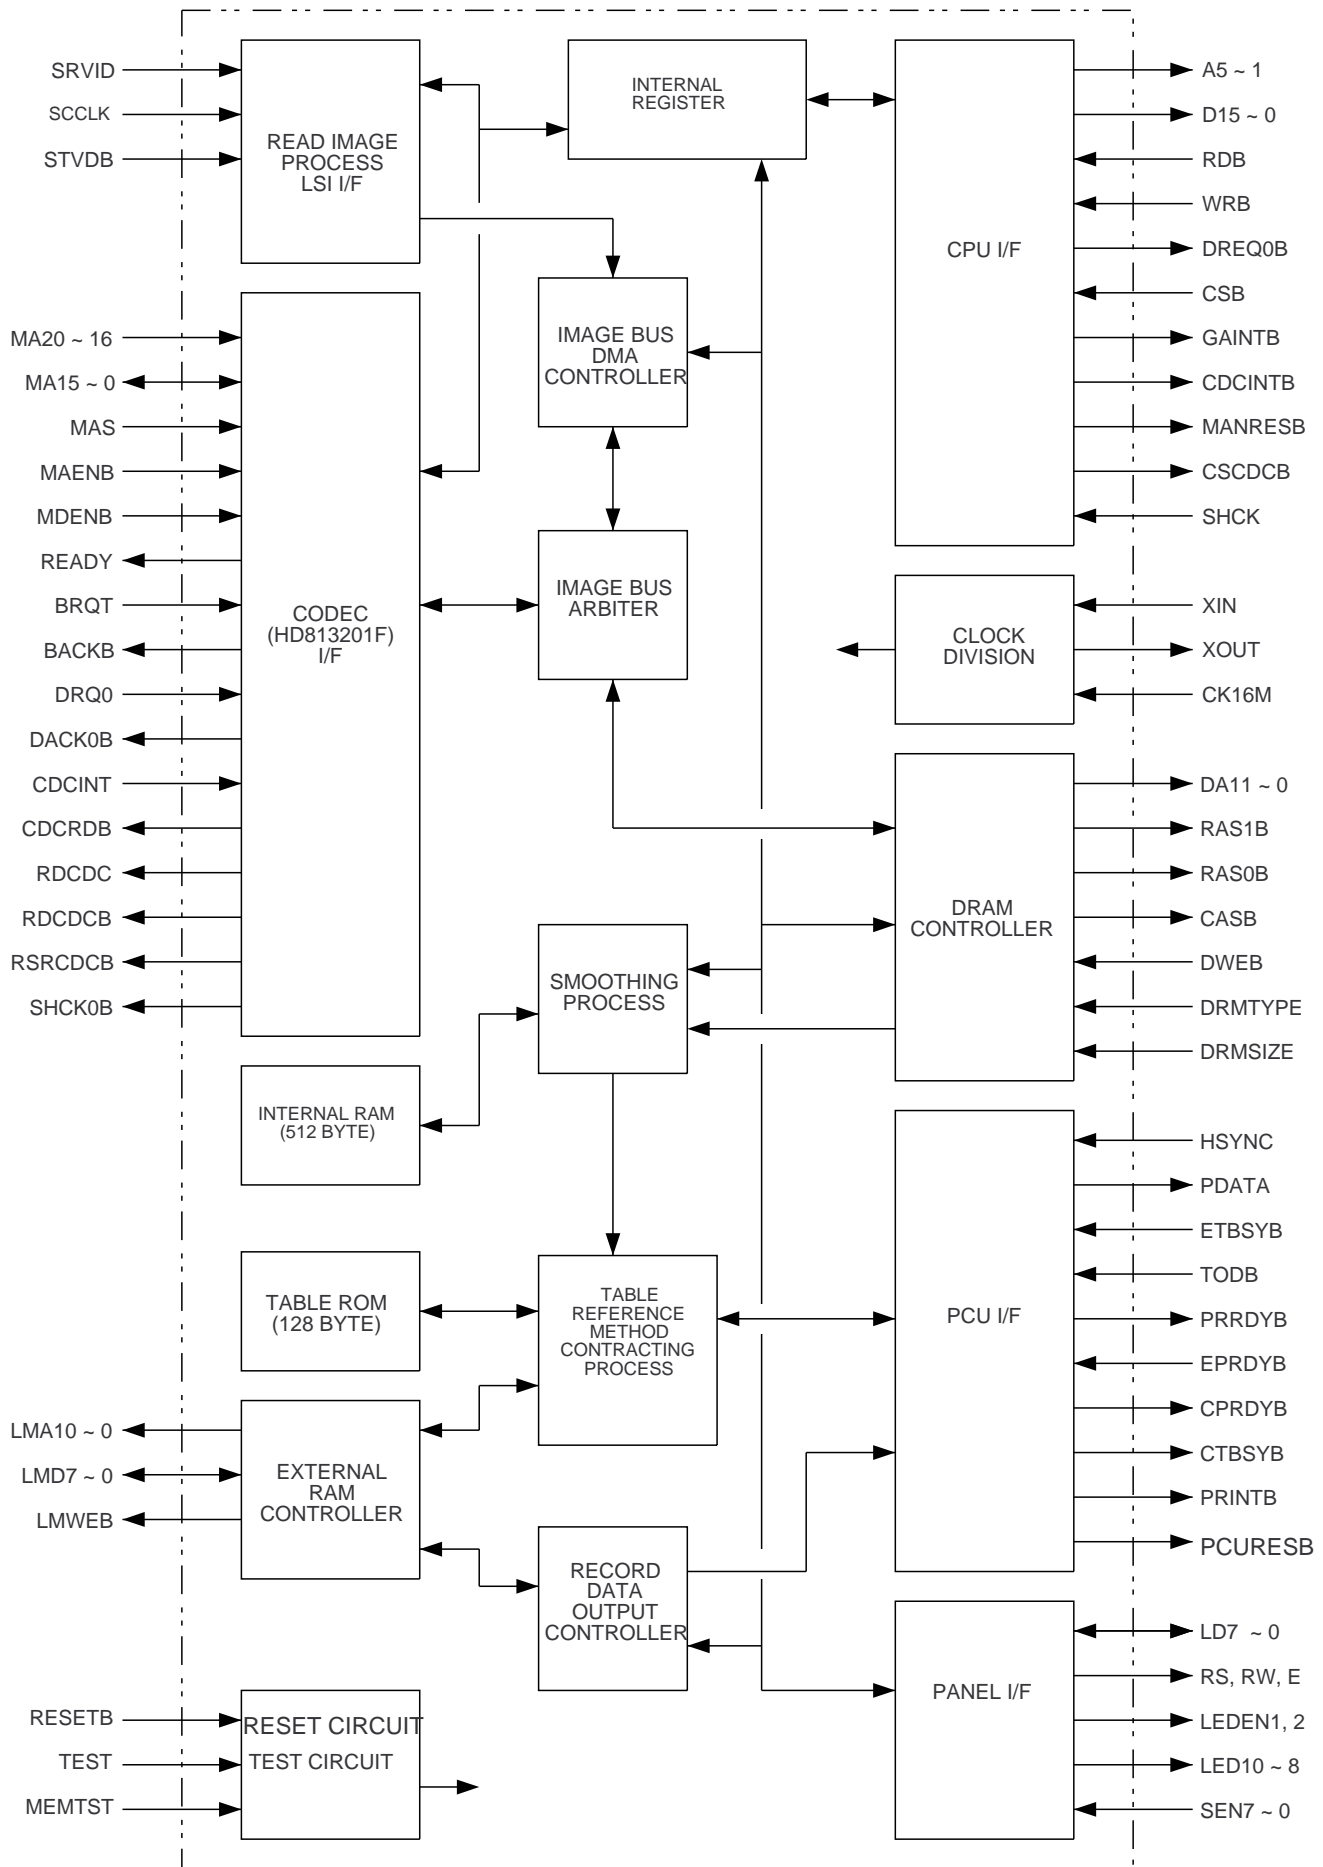 SRVID
SCCLK
STVDB
READ IMAGE
PROCESS
LSI I/F
INTERNAL
REGISTER
CPU I/F
A5 ~ 1
D15 ~ 0
RDB
WRB
DREQ0B
CSB
GAINTB
CDCINTB
MANRESB
CSCDCB
SHCK
MA20 ~ 16
MA15 ~ 0
MAS
MAENB
MDENB
READY
BRQT
BACKB
DRQ0
DACK0B
CDCINT
CDCRDB
RDCDC
RDCDCB
RSRCDCB
SHCK0B
CODEC
(HD813201F)
I/F
IMAGE BUS
DMA
CONTROLLER
IMAGE BUS
ARBITER
CLOCK
DIVISION
XIN
XOUT
CK16M
DRAM
CONTROLLER
DA11 ~ 0
RAS1B
RAS0B
CASB
DWEB
DRMTYPE
DRMSIZE
SMOOTHING
PROCESS
INTERNAL RAM
(512 BYTE)
TABLE ROM
(128 BYTE)
TABLE
REFERENCE
METHOD
CONTRACTING
PROCESS
PCU I/F
HSYNC
PDATA
ETBSYB
TODB
PRRDYB
EPRDYB
CPRDYB
CTBSYB
PRINTB
PCURESB
LMA10 ~ 0
LMD7 ~ 0
LMWEB
EXTERNAL
RAM
CONTROLLER
RECORD
DATA
OUTPUT
CONTROLLER
PANEL I/F
LD7 ~ 0
RS, RW, E
LEDEN1, 2
LED10 ~ 8
SEN7 ~ 0
RESETB
TEST
MEMTST
RESET CIRCUIT
TEST CIRCUIT